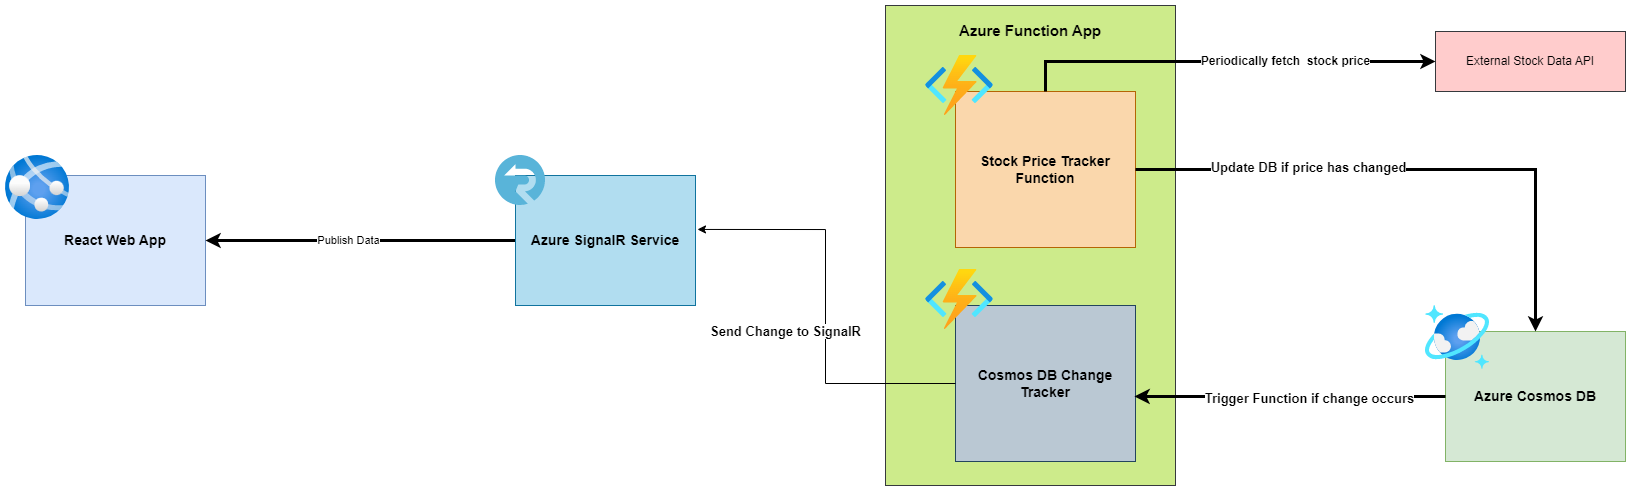 Azure Function App
Periodically fetch  stock price
External Stock Data API
Stock Price Tracker
Function
Update DB if price has changed
React Web App
Publish Data
Azure SignalR Service
Send Change to SignalR
Cosmos DB Change
Tracker
Trigger Function if change occurs
Azure Cosmos DB